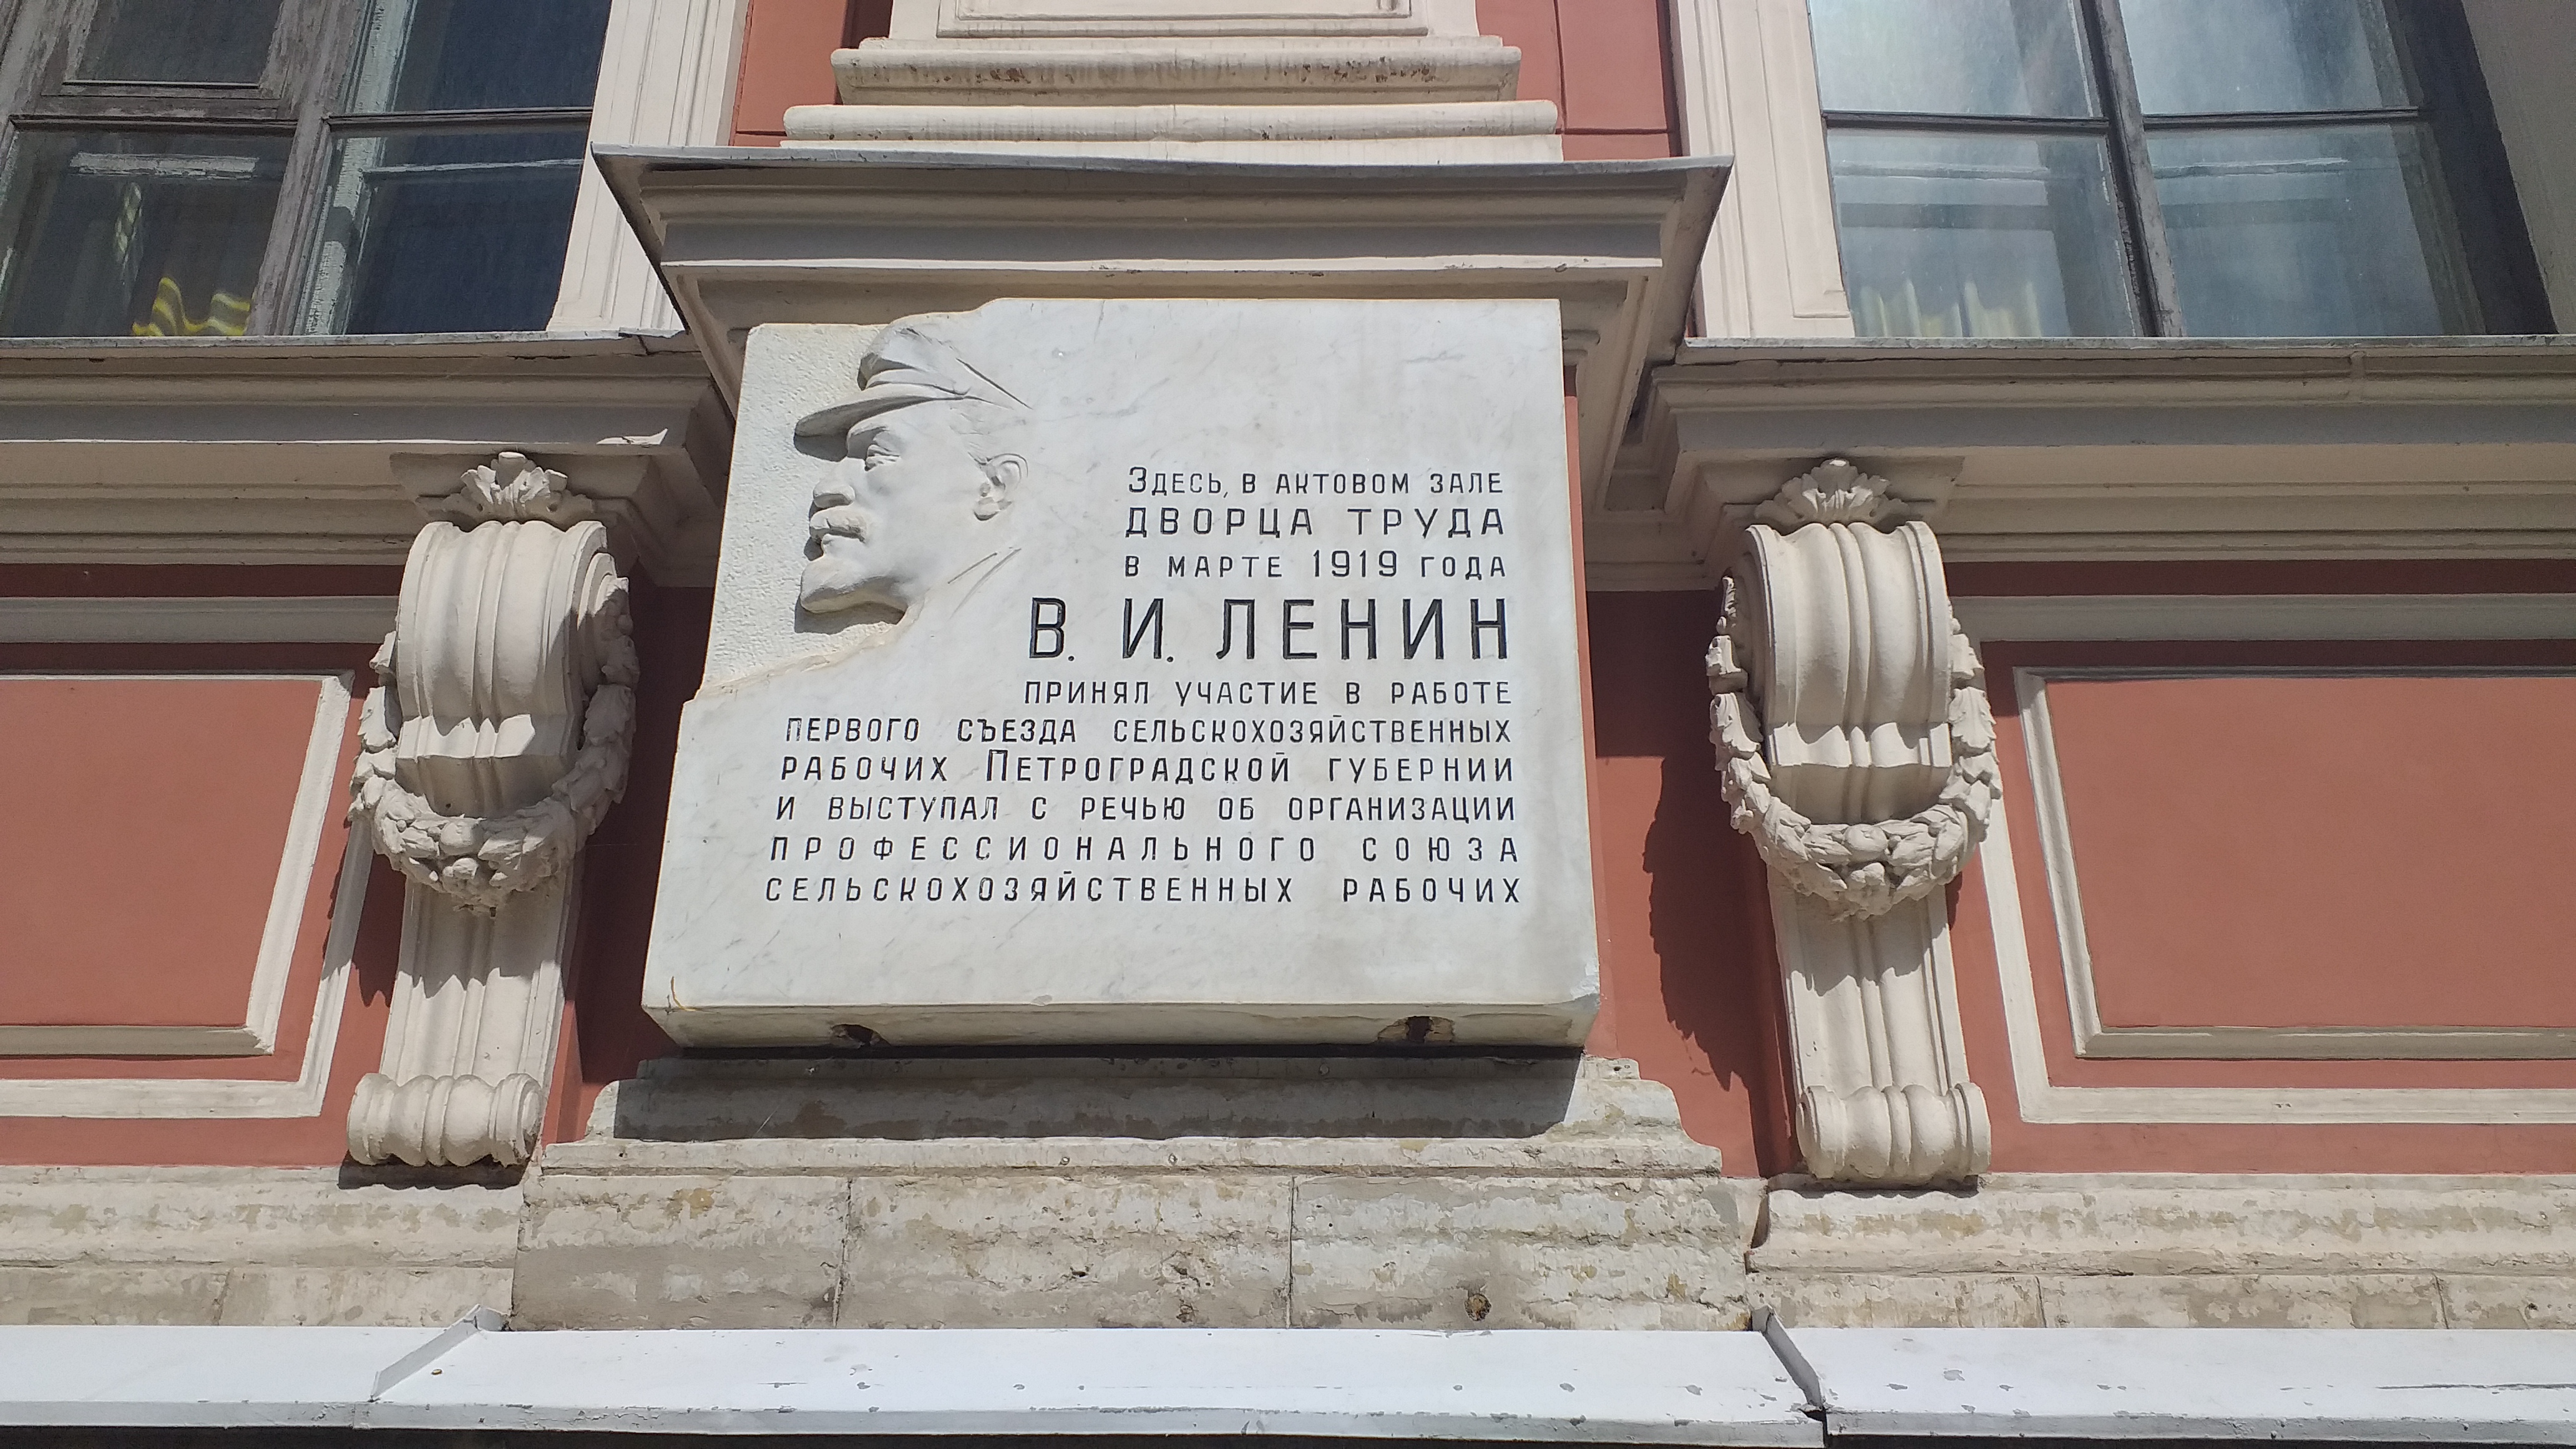 Здесь, в актовом зале
ДВОРЦА ТРУДА
в марте 1919 года
В. И. ЛЕНИН
принял участие в работе
первого съезда сельскохозяйственных
рабочих Петроградской губернии
и выступал с речью об организации
профессионального союза
сельскохозяйственных рабочих